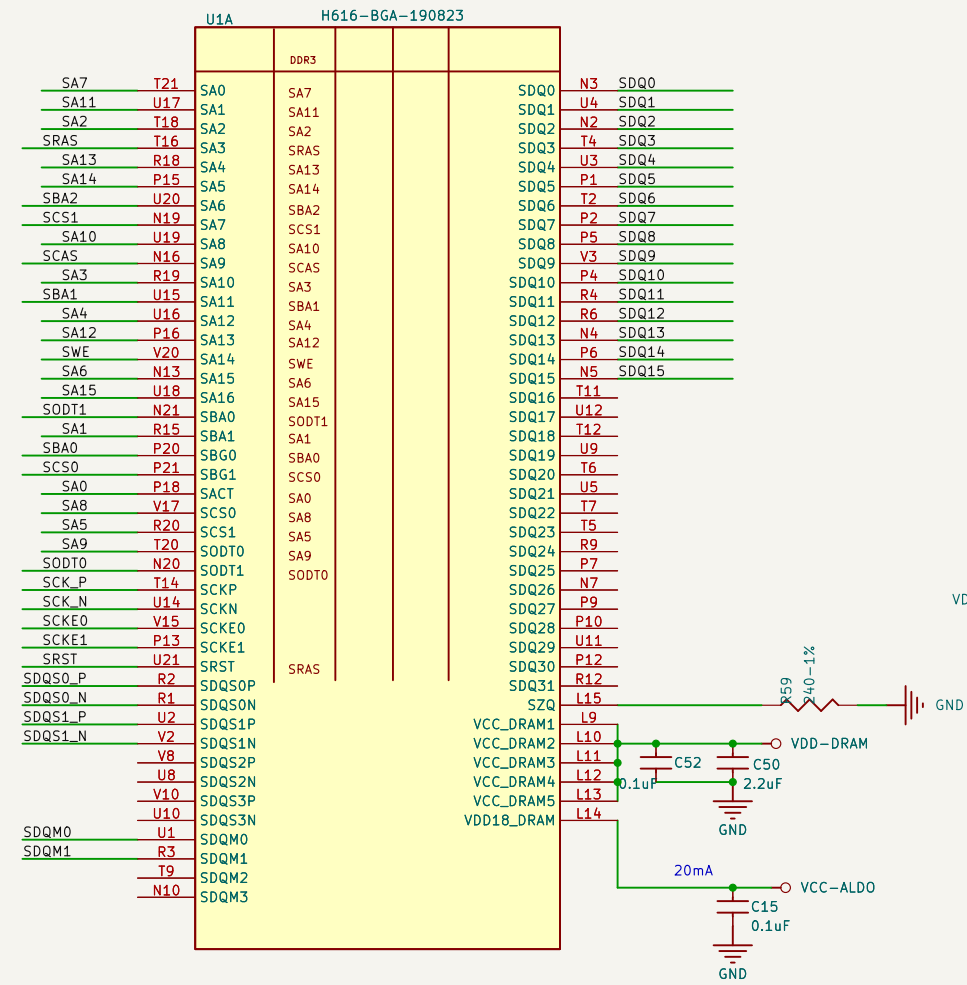 U1A H616-BGA-190823
DDR3
SA7 T21 SA0 SA7 SDQ0 N3 SDQ0
SA11 U17 SA1 SA11 SDQ1 U4 SDQ1
SA2 T18 SA2 SA2 SDQ2 N2 SDQ2
SRAS T16 SA3 SRAS SDQ3 T4 SDQ3
SA13 R18 SA4 SA13 SDQ4 U3 SDQ4
SA14 P15 SA5 SA14 SDQ5 P1 SDQ5
SBA2 U20 SA6 SBA2 SDQ6 T2 SDQ6
SCS1 N19 SA7 SCS1 SDQ7 P2 SDQ7
SA10 U19 SA8 SA10 SDQ8 P5 SDQ8
SCAS N16 SA9 SCAS SDQ9 V3 SDQ9
SA3 R19 SA10 SA3 SDQ10 P4 SDQ10
SBA1 U15 SA11 SBA1 SDQ11 R4 SDQ11
SA4 U16 SA12 SA4 SDQ12 R6 SDQ12
SA12 P16 SA13 SA12 SDQ13 N4 SDQ13
SWE V20 SA14 SWE SDQ14 P6 SDQ14
SA6 N13 SA15 SA6 SDQ15 N5 SDQ15
SA15 U18 SA16 SA15 SDQ16 T11
SODT1 N21 SBA0 SODT1 SDQ17 U12
SA1 R15 SBA1 SA1 SDQ18 T12
SBA0 P20 SBG0 SBA0 SDQ19 U9
SCS0 P21 SBG1 SCS0 SDQ20 T6
SA0 P18 SACT SA0 SDQ21 U5
SA8 V17 SCS0 SA8 SDQ22 T7
SA5 R20 SCS1 SA5 SDQ23 T5
SA9 T20 SODT0 SA9 SDQ24 R9
SODT0 N20 SODT1 SODT0 SDQ25 P7
SCK_P T14 SCKP SDQ26 N7
SCK_N U14 SCKN SDQ27 P9
SCKE0 V15 SCKE0 SDQ28 P10
SCKE1 P13 SCKE1 SDQ29 U11
SRST U21 SRST SRAS SDQ30 P12
SDQS0_P R2 SDQS0P SDQ31 R12
SDQS0_N R1 SDQS0N SZQ L15 R59 240-1% GND
SDQS1_P U2 SDQS1P VCC_DRAM1 L9
SDQS1_N V2 SDQS1N VCC_DRAM2 L10 VDD-DRAM
V8 SDQS2P VCC_DRAM3 L11 C52 C50
U8 SDQS2N VCC_DRAM4 L12 0.1uF 2.2uF
V10 SDQS3P VCC_DRAM5 L13
U10 SDQS3N VDD18_DRAM L14 GND
SDQM0 U1 SDQM0
SDQM1 R3 SDQM1
T9 SDQM2 20mA
N10 SDQM3 VCC-ALDO
C15
0.1uF
GND